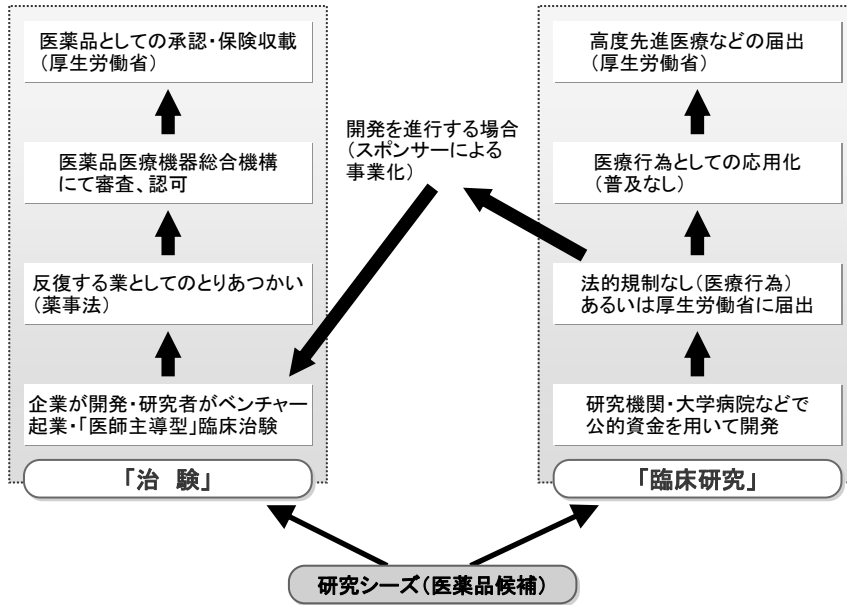 医薬品としての承認・保険収載
(厚生労働省)
医薬品医療機器総合機構
にて審査、認可
反復する業としてのとりあつかい
(薬事法)
企業が開発・研究者がベンチャー
起業・「医師主導型」臨床治験
「治 験」
開発を進行する場合
(スポンサーによる
事業化)
高度先進医療などの届出
(厚生労働省)
医療行為としての応用化
(普及なし)
法的規制なし(医療行為)
あるいは厚生労働省に届出
研究機関・大学病院などで
公的資金を用いて開発
「臨床研究」
研究シーズ(医薬品候補)